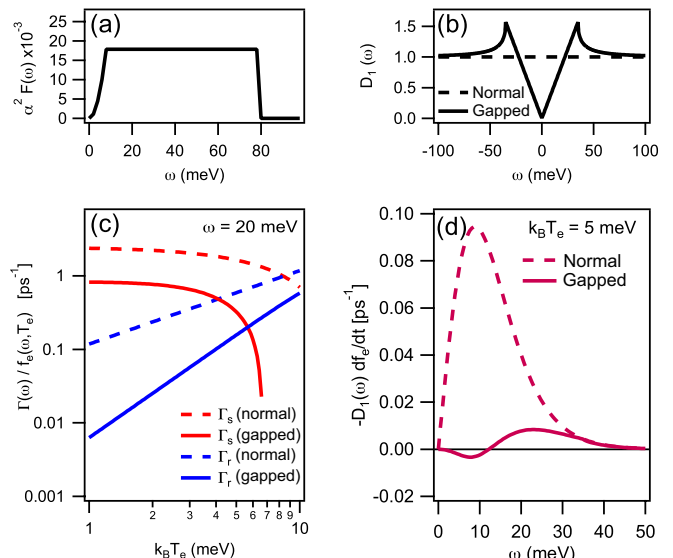 (a)
α² F(ω) x10⁻³
25
20
15
10
5
0
0 20 40 60 80
ω (meV)
(b)
D₁ (ω)
1.5
1.0
0.5
0.0
Normal
Gapped
-100 -50 0 50 100
ω (meV)
(c)
ω = 20 meV
Γ(ω) / fₑ(ω,Tₑ) [ps⁻¹]
1
0.1
0.01
0.001
Γₛ (normal)
Γₛ (gapped)
Γᵣ (normal)
Γᵣ (gapped)
1 2 3 4 5 6 7 8 9 10
k_BTₑ (meV)
(d)
k_BTₑ = 5 meV
Normal
Gapped
-D₁(ω) dfₑ/dt [ps⁻¹]
0.10
0.08
0.06
0.04
0.02
0.00
-0.02
0 10 20 30 40 50
ω (meV)